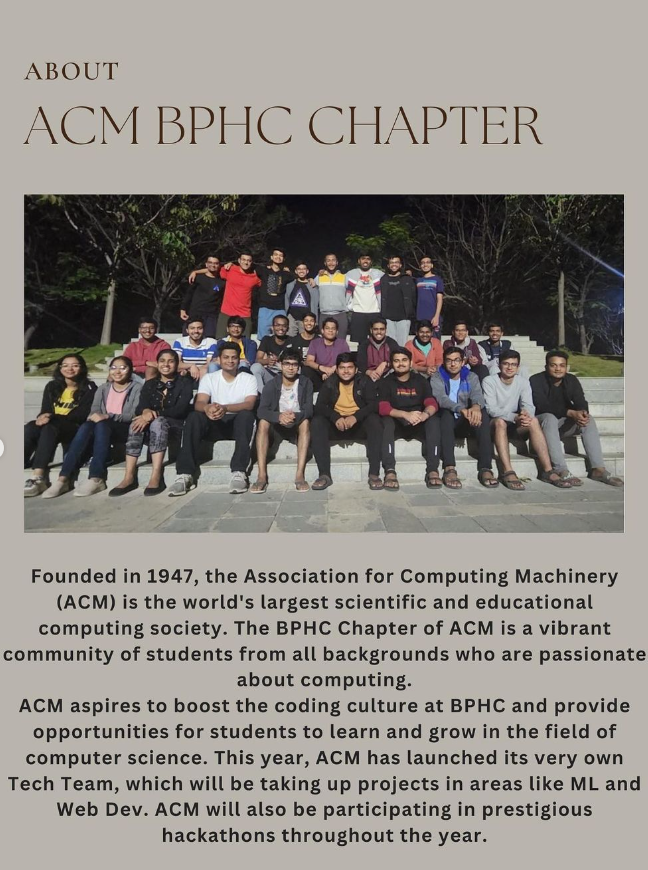 ABOUT
ACM BPHC CHAPTER
Founded in 1947, the Association for Computing Machinery
(ACM) is the world's largest scientific and educational
computing society. The BPHC Chapter of ACM is a vibrant
community of students from all backgrounds who are passionate
about computing.
ACM aspires to boost the coding culture at BPHC and provide
opportunities for students to learn and grow in the field of
computer science. This year, ACM has launched its very own
Tech Team, which will be taking up projects in areas like ML and
Web Dev. ACM will also be participating in prestigious
hackathons throughout the year.